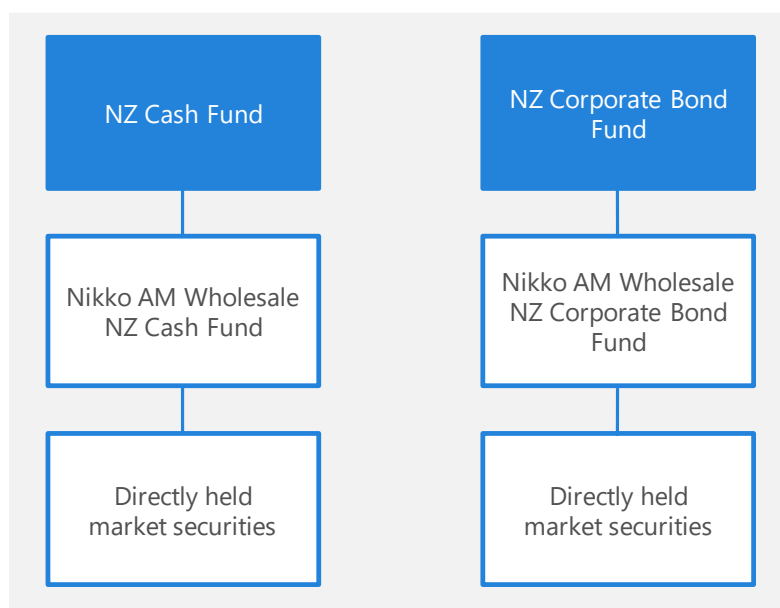 NZ Cash Fund
NZ Corporate Bond
Fund
Nikko AM Wholesale
NZ Cash Fund
Nikko AM Wholesale
NZ Corporate Bond
Fund
Directly held
market securities
Directly held
market securities